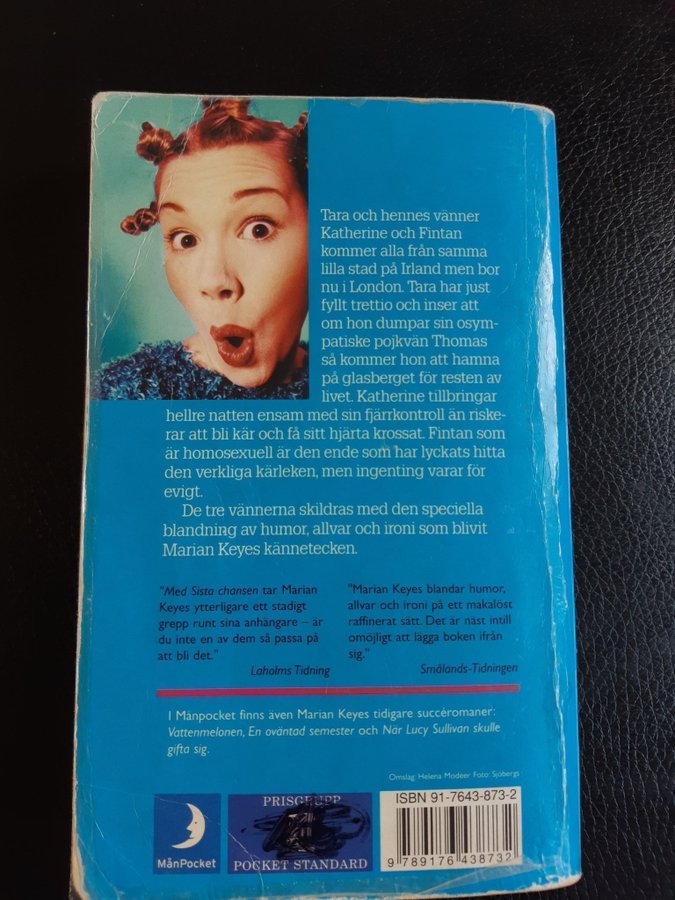 Tara och hennes vänner
Katherine och Fintan
kommer alla från samma
lilla stad på Irland men bor
nu i London. Tara har just
fyllt trettio och inser att
om hon dumpar sin osym-
patiske pojkvän Thomas
så kommer hon att hamna
på glasberget för resten av
livet. Katherine tillbringar
hellre natten ensam med sin fjärrkontroll än riske-
rar att bli kär och få sitt hjärta krossat. Fintan som
är homosexuell är den ende som har lyckats hitta
den verkliga kärleken, men ingenting varar för
evigt.
De tre vännerna skildras med den speciella
blandning av humor, allvar och ironi som blivit
Marian Keyes kännetecken.
"Med Sista chansen tar Marian
Keyes ytterligare ett stadigt
grepp runt sina anhängare – är
du inte en av dem så passa på
att bli det."
Laholms Tidning
"Marian Keyes blandar humor,
allvar och ironi på ett makalöst
raffinerat sätt. Det är näst intill
omöjligt att lägga boken ifrån
sig."
Smålands-Tidningen
I Månpocket finns även Marian Keyes tidigare succéromaner:
Vattenmelonen, En oväntad semester och När Lucy Sullivan skulle
gifta sig.
Omslag: Helena Modéer Foto: Sjöbergs
MånPocket
PRISGRUPP
POCKET STANDARD
ISBN 91-7643-873-2
9 789176 438732